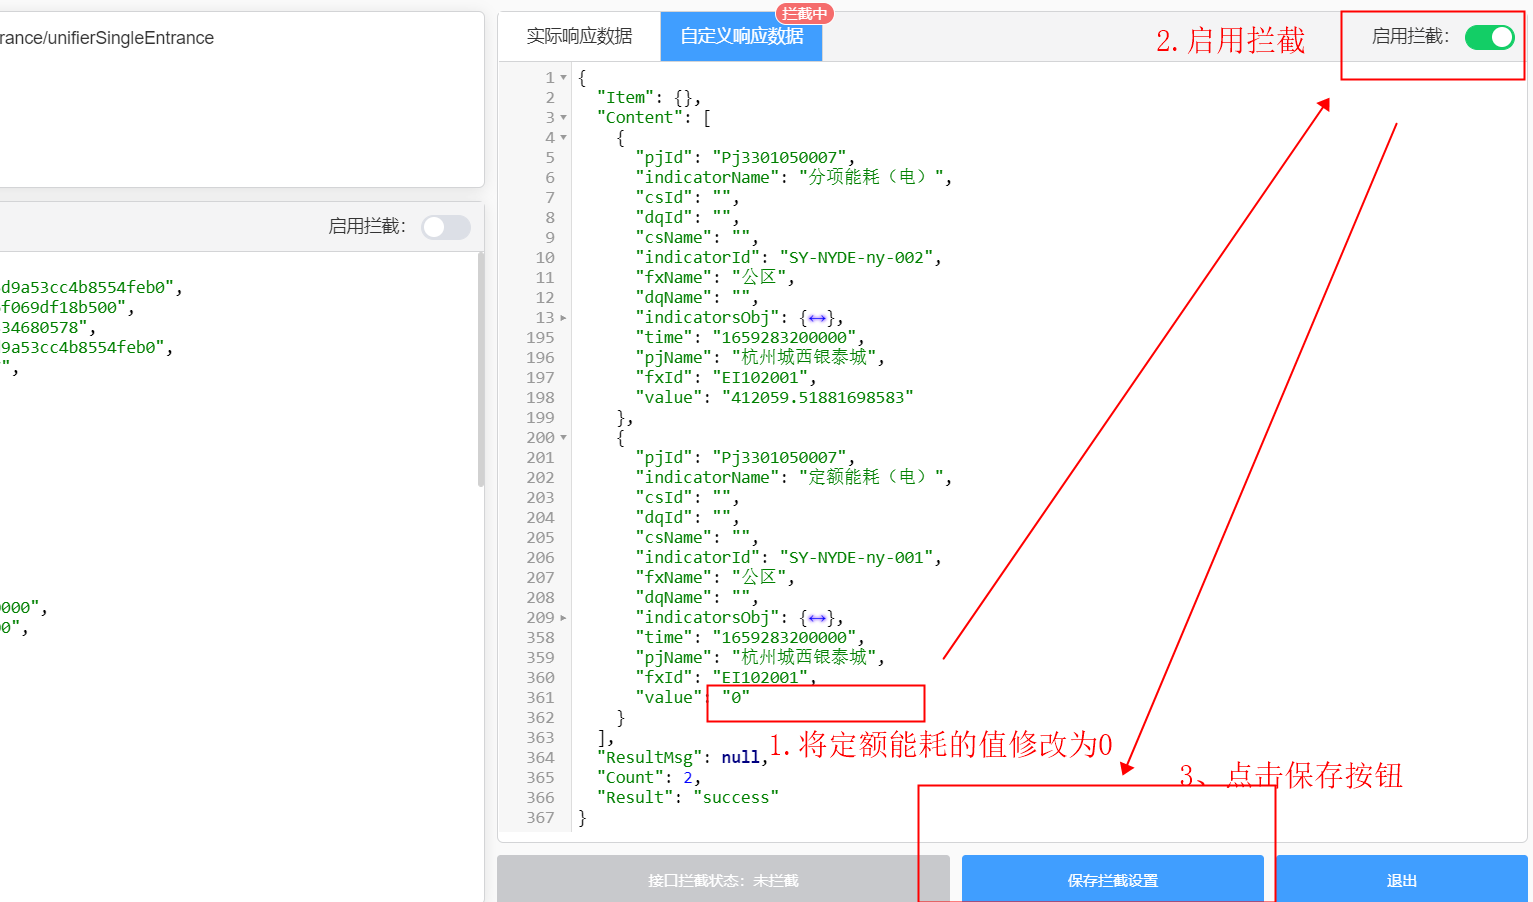 rance/unifierSingleEntrance
启用拦截:
d9a53cc4b8554feb0",
f069df18b500",
34680578",
9a53cc4b8554feb0",
",
000",
0",
实际响应数据
自定义响应数据
拦截中
2.启用拦截
启用拦截:
1 {
2 "Item": {},
3 "Content": [
4 {
5 "pjId": "Pj3301050007",
6 "indicatorName": "分项能耗（电）",
7 "csId": "",
8 "dqId": "",
9 "csName": "",
10 "indicatorId": "SY-NYDE-ny-002",
11 "fxName": "公区",
12 "dqName": "",
13 "indicatorsObj": {↔},
195 "time": "1659283200000",
196 "pjName": "杭州城西银泰城",
197 "fxId": "EI102001",
198 "value": "412059.51881698583"
199 },
200 {
201 "pjId": "Pj3301050007",
202 "indicatorName": "定额能耗（电）",
203 "csId": "",
204 "dqId": "",
205 "csName": "",
206 "indicatorId": "SY-NYDE-ny-001",
207 "fxName": "公区",
208 "dqName": "",
209 "indicatorsObj": {↔},
358 "time": "1659283200000",
359 "pjName": "杭州城西银泰城",
360 "fxId": "EI102001",
361 "value": "0"
362 }
363 ],
1.将定额能耗的值修改为0
364 "ResultMsg": null,
365 "Count": 2,
3、点击保存按钮
366 "Result": "success"
367 }
接口拦截状态：未拦截
保存拦截设置
退出